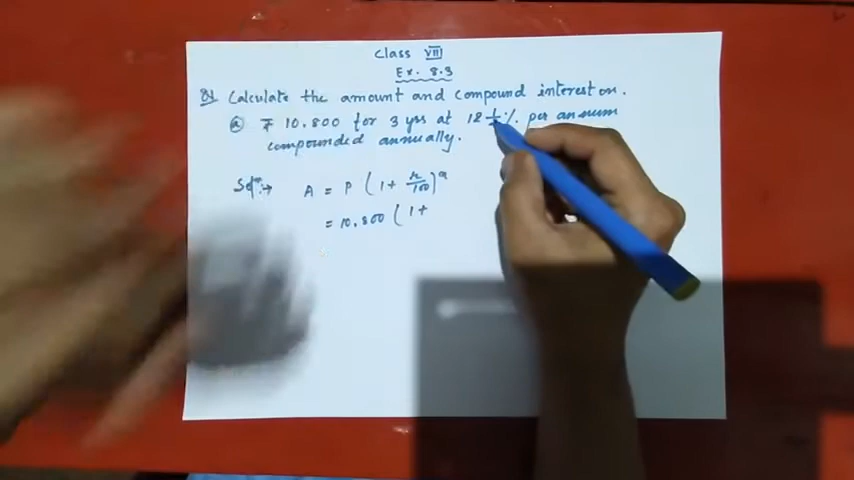 Class VIII
Ex. 8.3
Q1 Calculate the amount and compound interest on.
(a) ₹ 10,800 for 3 yrs at 12 1/2 % per annum
compounded annually.
Solⁿ :→ A = P (1 + r/100)ⁿ
= 10,800 ( 1 +